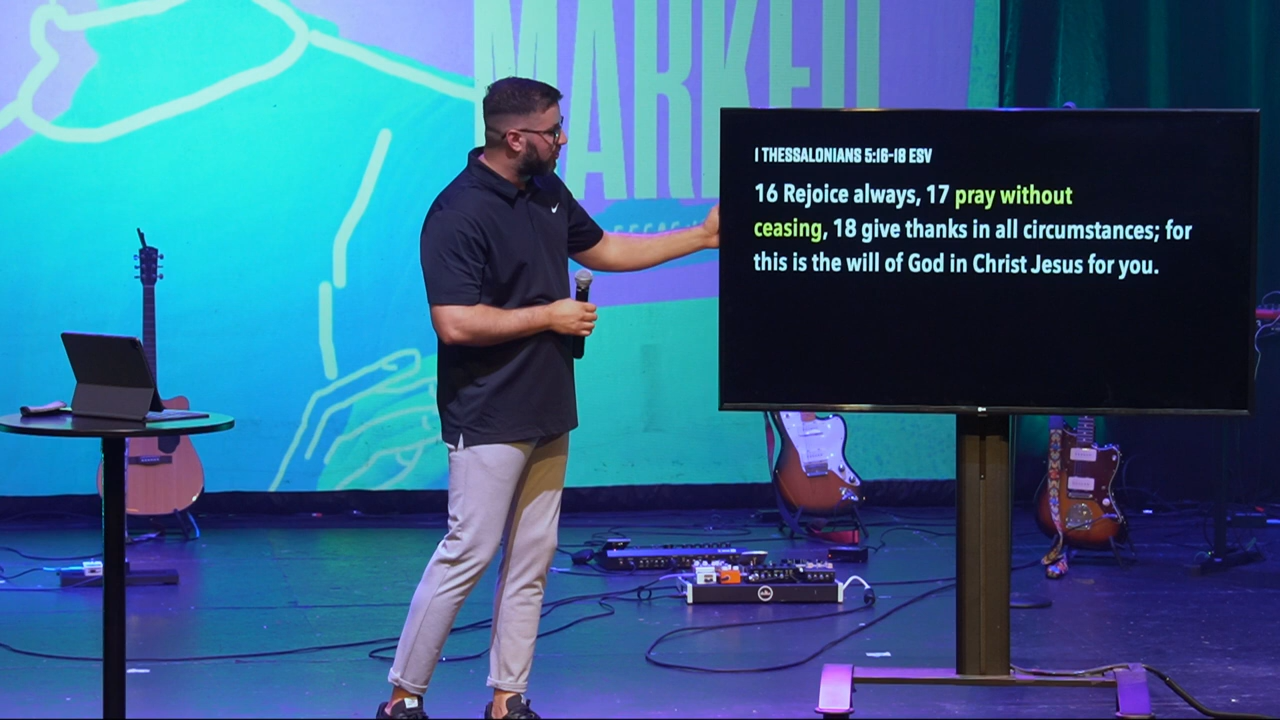 MARKED
I THESSALONIANS 5:16-18 ESV
16 Rejoice always, 17 pray without
ceasing, 18 give thanks in all circumstances; for
this is the will of God in Christ Jesus for you.